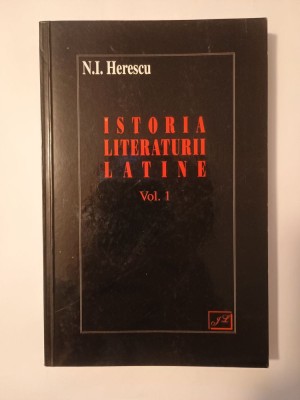 N.I. Herescu
ISTORIA
LITERATURII
LATINE
Vol. 1